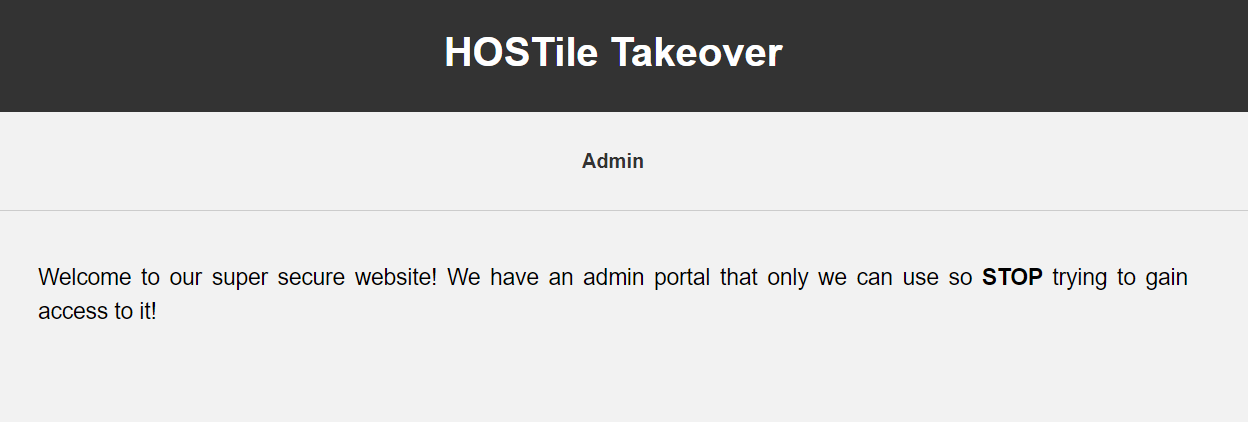 HOSTile Takeover
Admin
Welcome to our super secure website! We have an admin portal that only we can use so STOP trying to gain
access to it!